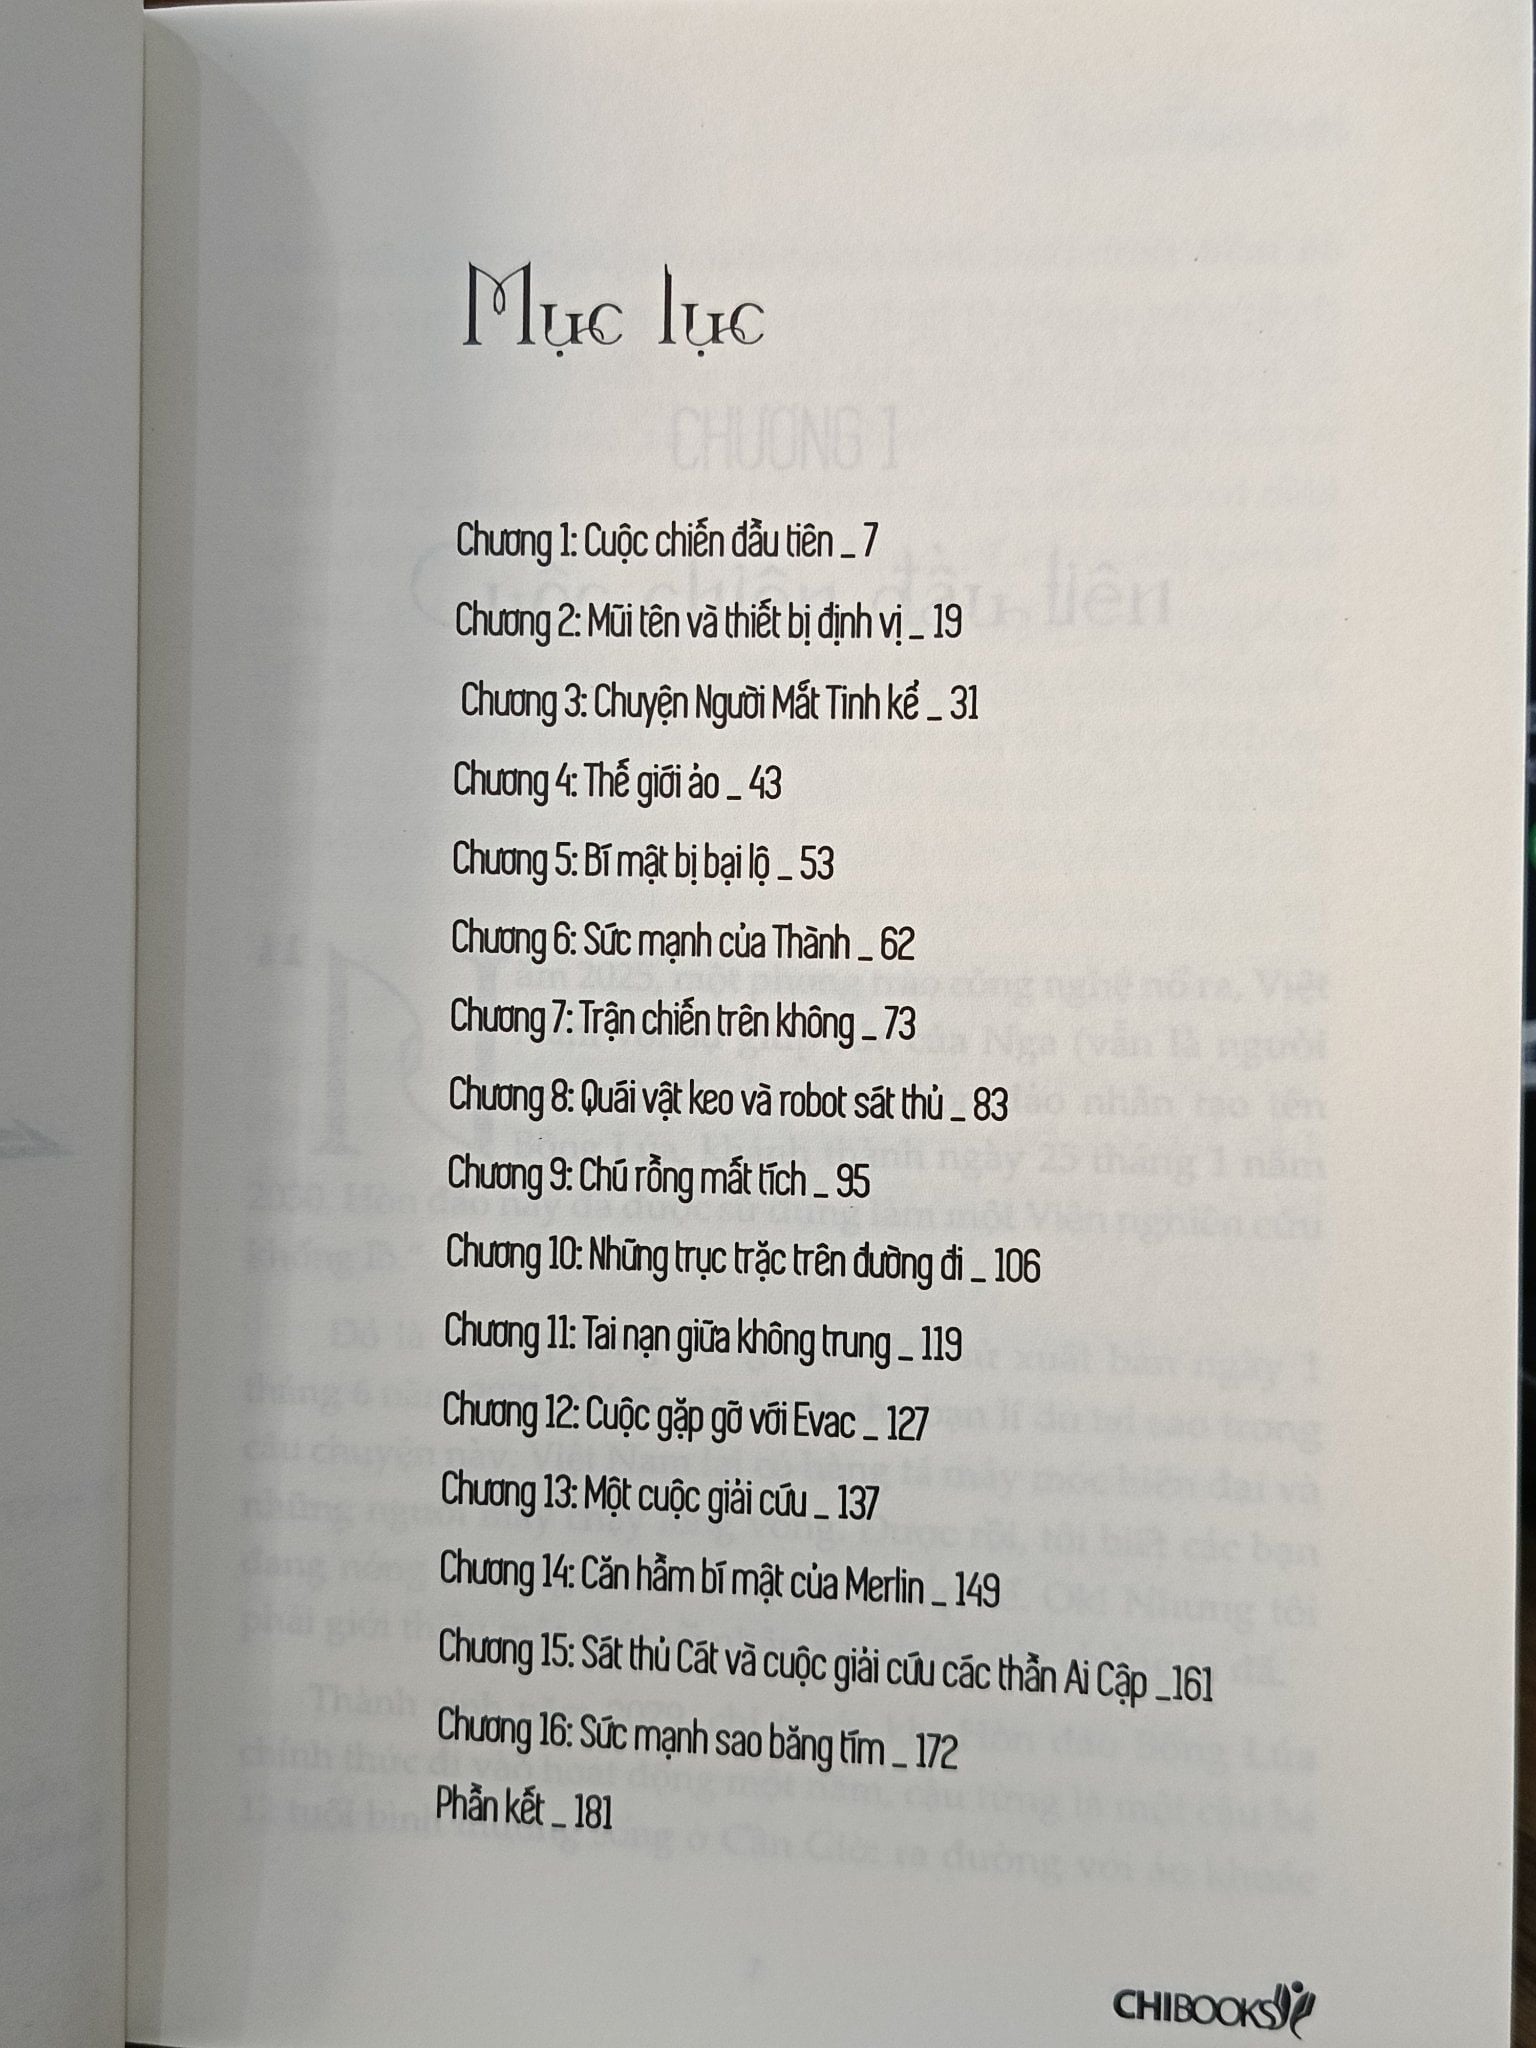 Mục lục
Chương 1: Cuộc chiến đầu tiên _ 7
Chương 2: Mũi tên và thiết bị định vị _ 19
Chương 3: Chuyện Người Mắt Tinh kể _ 31
Chương 4: Thế giới ảo _ 43
Chương 5: Bí mật bị bại lộ _ 53
Chương 6: Sức mạnh của Thành _ 62
Chương 7: Trận chiến trên không _ 73
Chương 8: Quái vật keo và robot sát thủ _ 83
Chương 9: Chú rồng mất tích _ 95
Chương 10: Những trục trặc trên đường đi _ 106
Chương 11: Tai nạn giữa không trung _ 119
Chương 12: Cuộc gặp gỡ với Evac _ 127
Chương 13: Một cuộc giải cứu _ 137
Chương 14: Căn hầm bí mật của Merlin _ 149
Chương 15: Sát thủ Cát và cuộc giải cứu các thần Ai Cập _161
Chương 16: Sức mạnh sao băng tím _ 172
Phần kết _ 181
CHIBOOKS